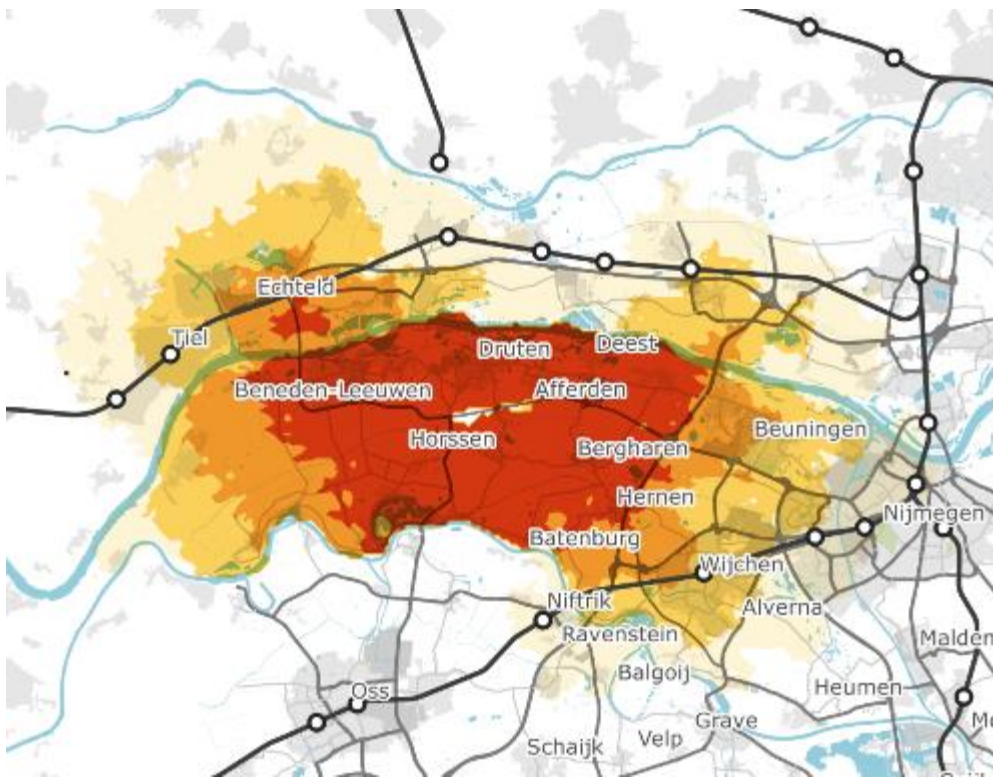 Echteld
Tiel
Druten
Deest
Beneden-Leeuwen
Afferden
Horssen
Bergharen
Beuningen
Hernen
Nijmegen
Batenburg
Wijchen
Niftrik
Alverna
Ravenstein
Malden
Balgoij
Oss
Heumen
Grave
Velp
Schaijk